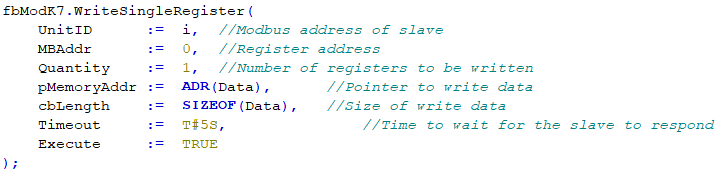 fbModK7.WriteSingleRegister(
UnitID := i, //Modbus address of slave
MBAddr := 0, //Register address
Quantity := 1, //Number of registers to be written
pMemoryAddr := ADR(Data), //Pointer to write data
cbLength := SIZEOF(Data), //Size of write data
Timeout := T#5S, //Time to wait for the slave to respond
Execute := TRUE
);